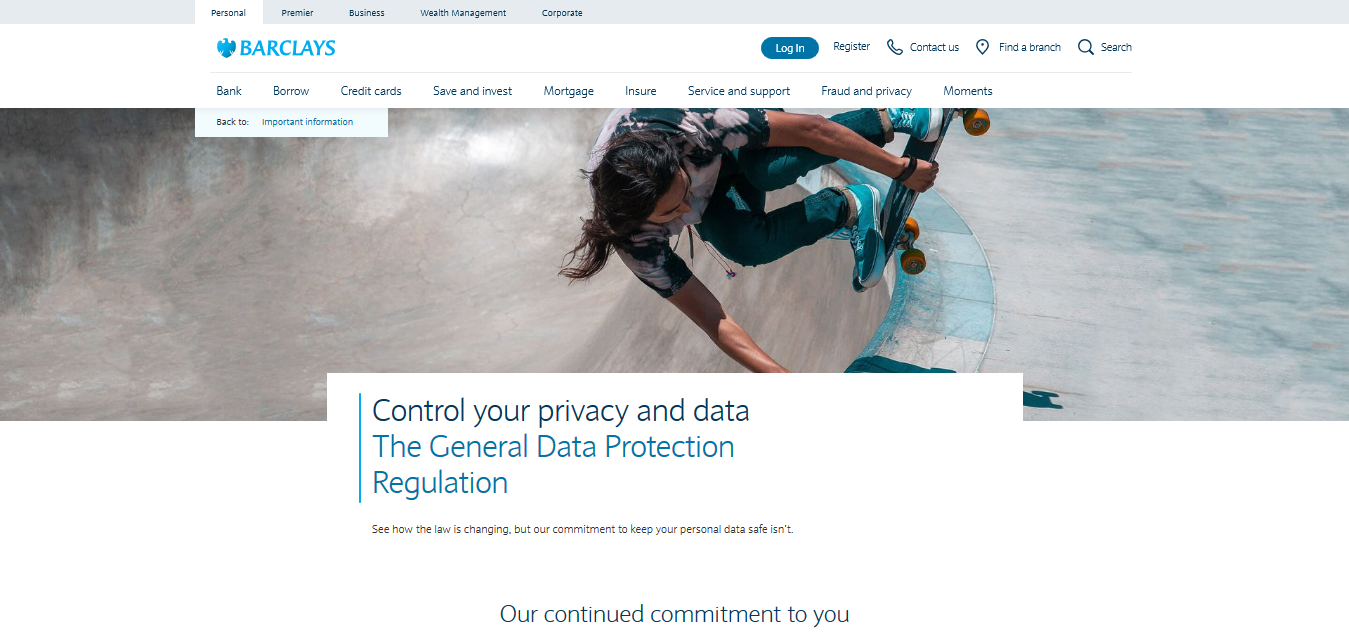 Personal Premier Business Wealth Management Corporate
BARCLAYS
Log In Register Contact us Find a branch Search
Bank Borrow Credit cards Save and invest Mortgage Insure Service and support Fraud and privacy Moments
Back to: Important information
Control your privacy and data
The General Data Protection
Regulation
See how the law is changing, but our commitment to keep your personal data safe isn't.
Our continued commitment to you